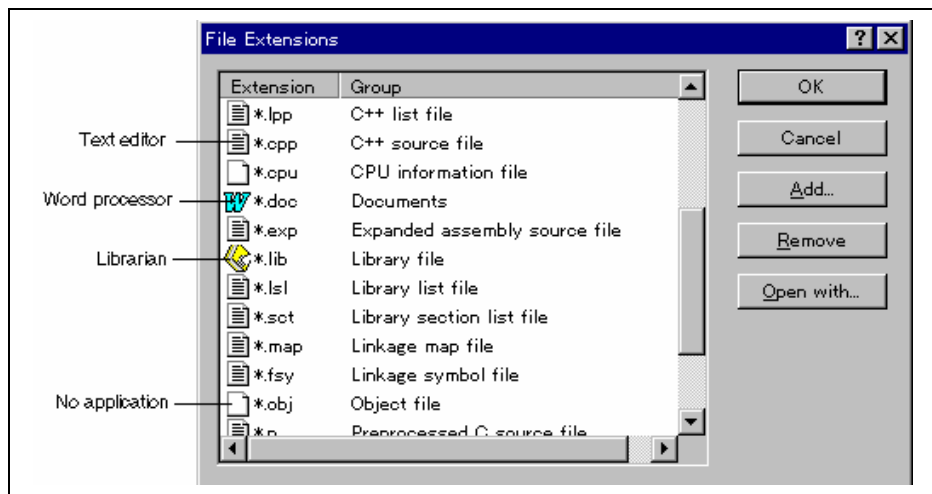 File Extensions
Extension Group
*.lpp C++ list file
*.cpp C++ source file
*.cpu CPU information file
*.doc Documents
*.exp Expanded assembly source file
*.lib Library file
*.lsl Library list file
*.sct Library section list file
*.map Linkage map file
*.fsy Linkage symbol file
*.obj Object file
*.p Preprocessed C source file
OK
Cancel
Add...
Remove
Open with...
Text editor
Word processor
Librarian
No application